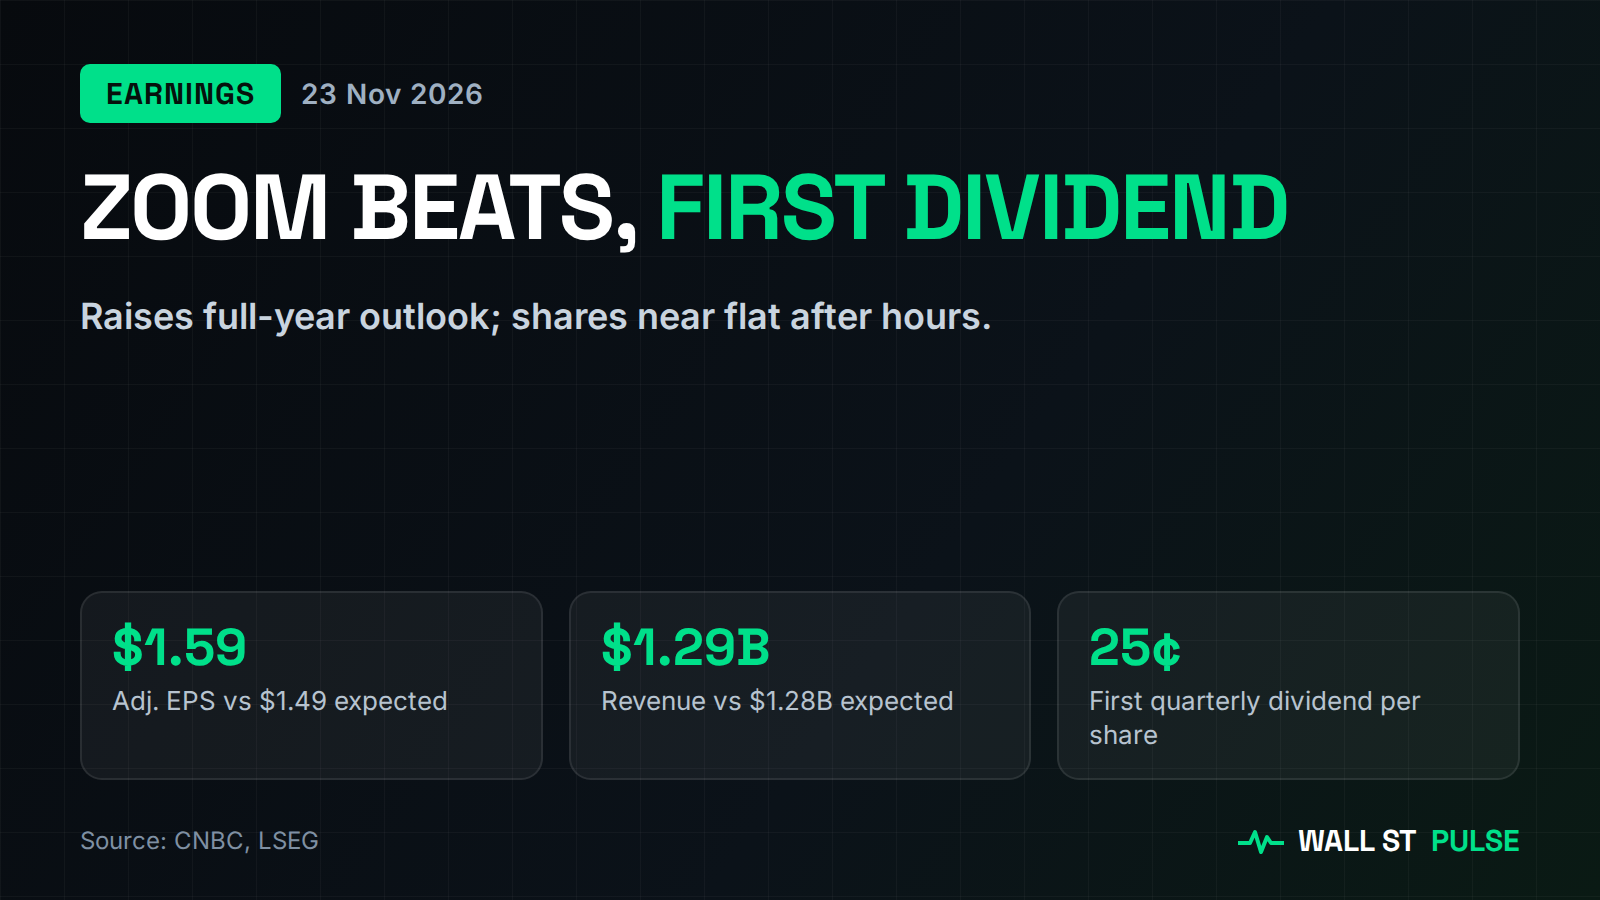 EARNINGS 23 Nov 2026
ZOOM BEATS, FIRST DIVIDEND
Raises full-year outlook; shares near flat after hours.
$1.59
Adj. EPS vs $1.49 expected
$1.29B
Revenue vs $1.28B expected
25¢
First quarterly dividend per
share
Source: CNBC, LSEG
WALL ST PULSE